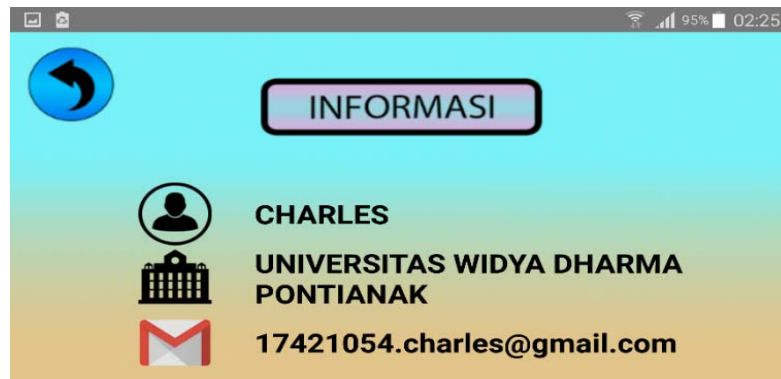 95% 02:25
INFORMASI
CHARLES
UNIVERSITAS WIDYA DHARMA
PONTIANAK
17421054.charles@gmail.com